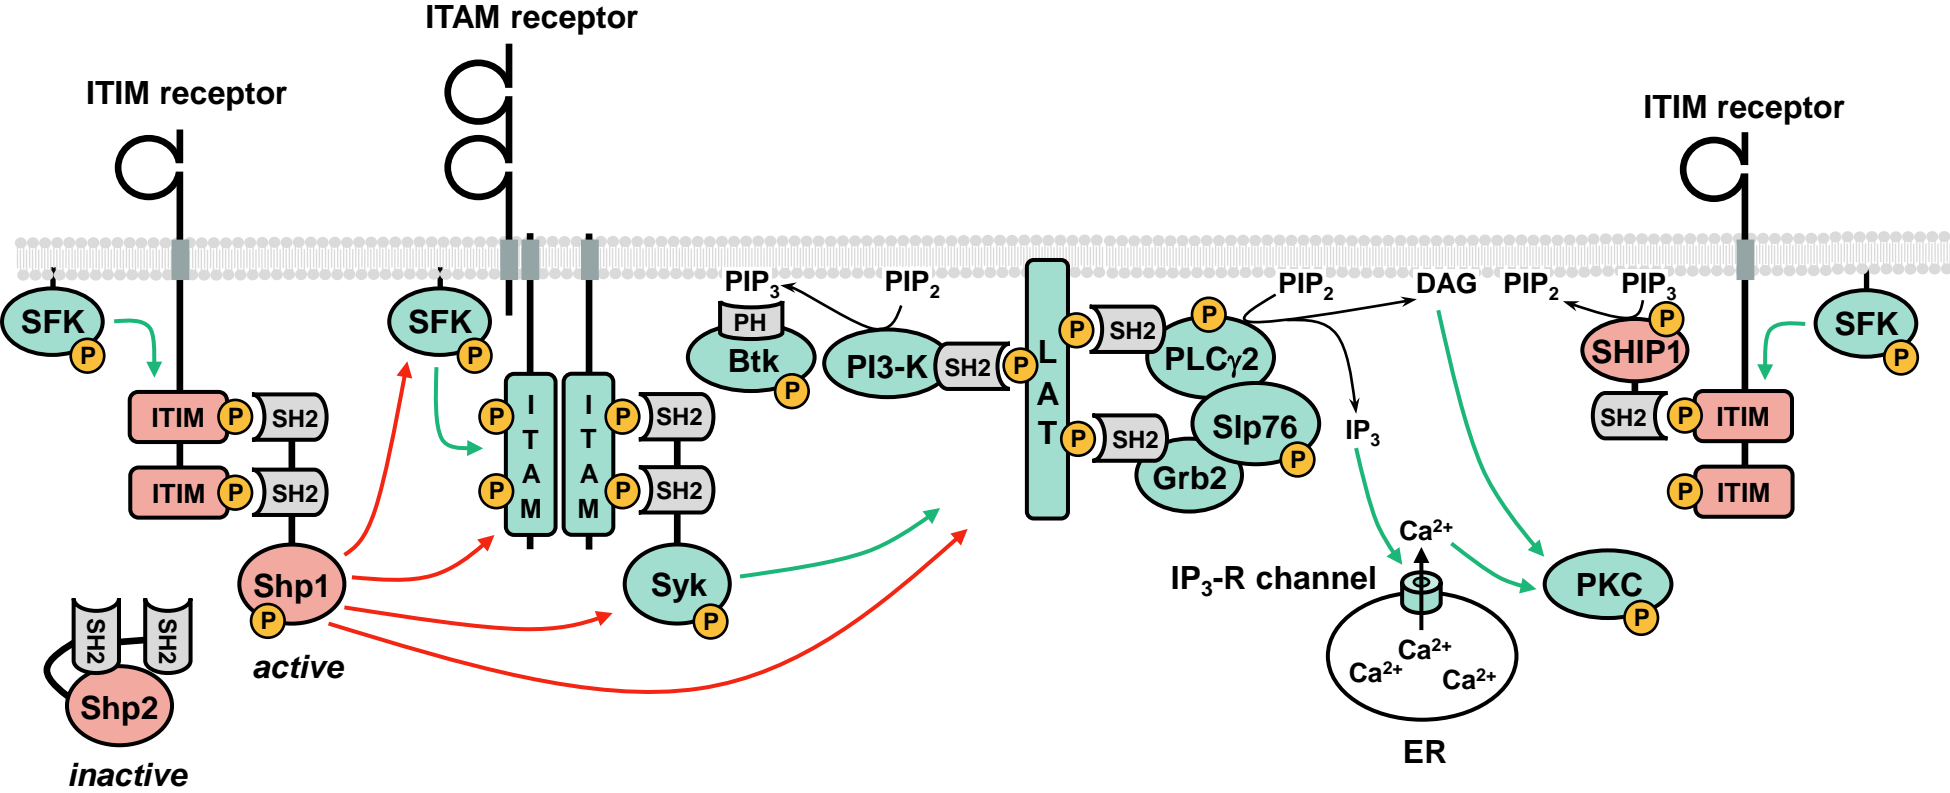 ITAM receptor
ITIM receptor
ITIM receptor
PIP3
PIP2
PIP2
DAG
PIP2
PIP3
SFK
P
SFK
P
PH
Btk
P
PI3-K
SH2
P
L
A
T
P
SH2
P
PLCγ2
P
SHIP1
SFK
P
ITIM
P
SH2
ITIM
P
SH2
P
P
I
T
A
M
I
T
A
M
P
SH2
P
SH2
P
SH2
Grb2
Slp76
P
IP3
SH2
P
ITIM
P
ITIM
Shp1
P
active
Syk
P
Ca2+
IP3-R channel
PKC
P
Ca2+
Ca2+
Ca2+
ER
SH2
SH2
Shp2
inactive